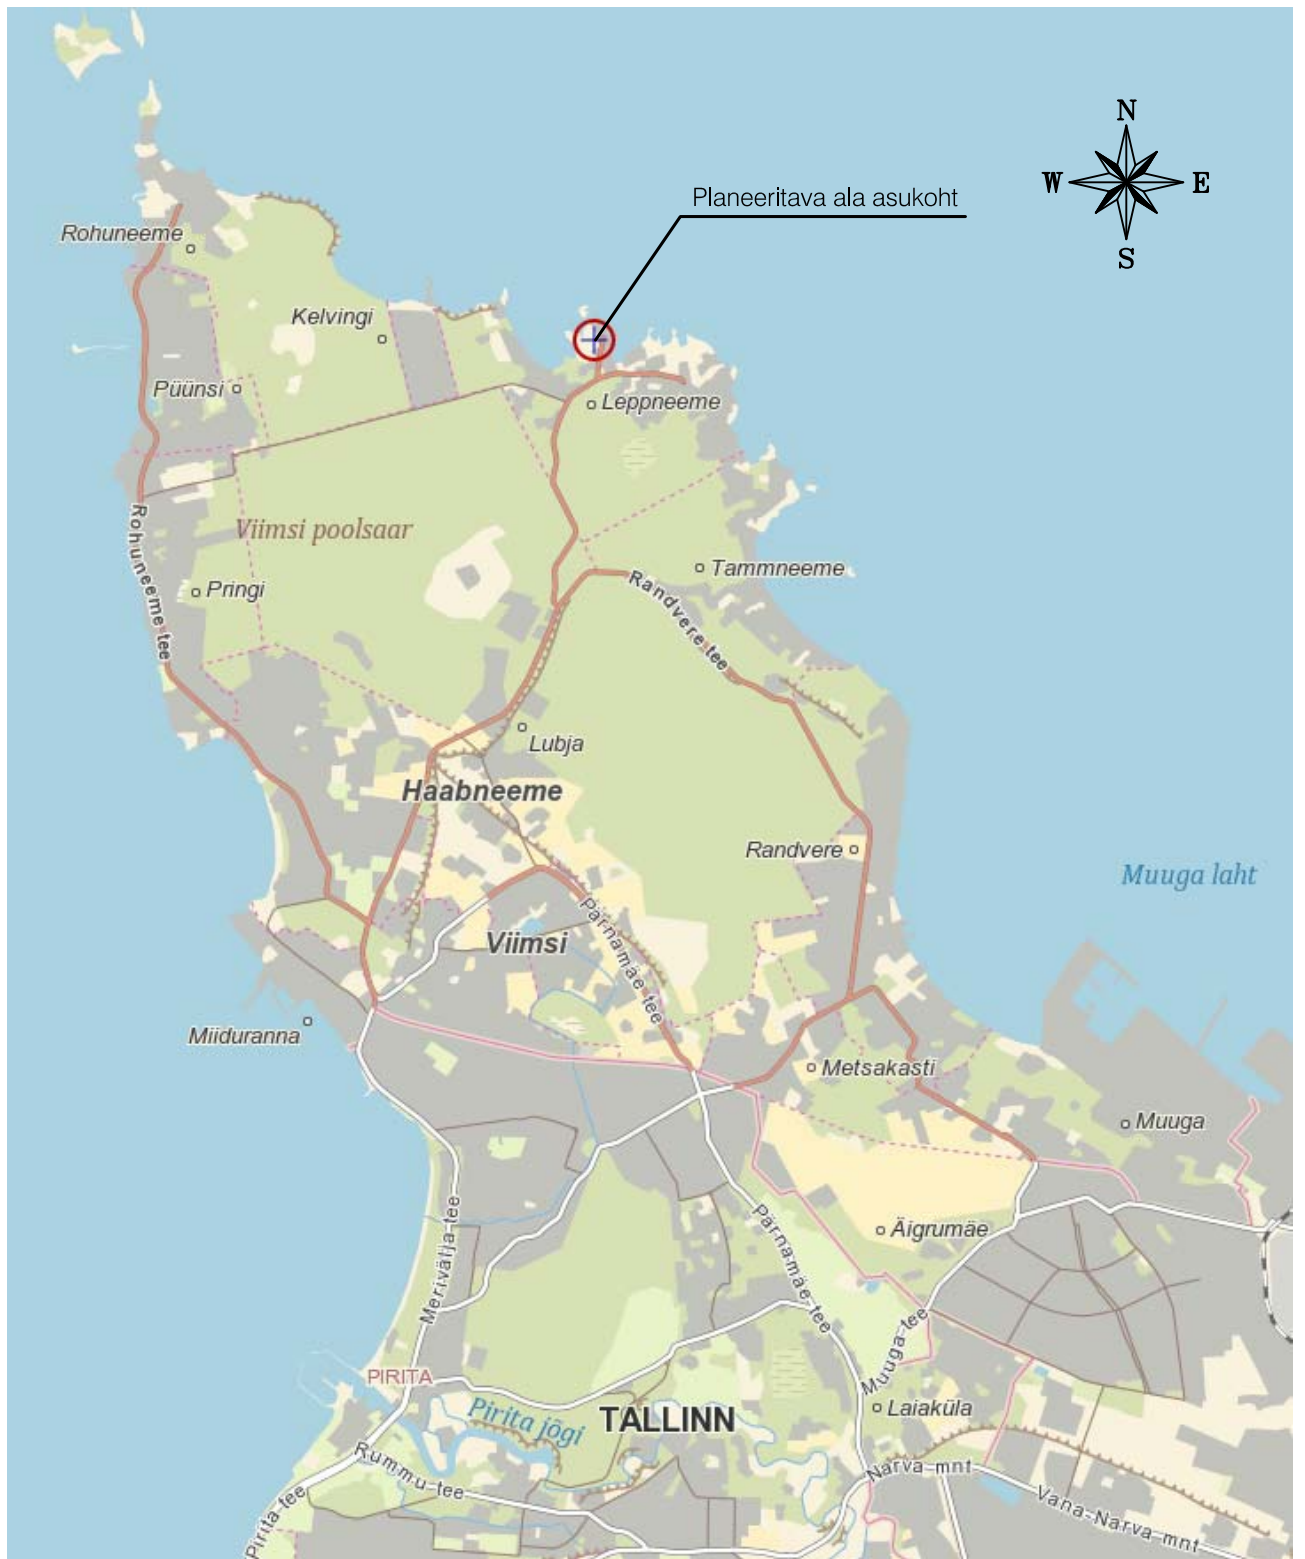 N
W E
S
Planeeritava ala asukoht
Rohuneeme
Kelvingi
Püünsi
Leppneeme
Viimsi poolsaar
Rohuneeme tee
Pringi
Tammneeme
Randvere tee
Lubja
Haabneeme
Randvere
Muuga laht
Pärnamäe tee
Viimsi
Miiduranna
Metsakasti
Muuga
Merivälja tee
Pärnamäe tee
Äigrumäe
Muuga tee
PIRITA
Pirita jõgi
TALLINN
Laiaküla
Rummu tee
Narva mnt
Pirita tee
Vana-Narva mnt